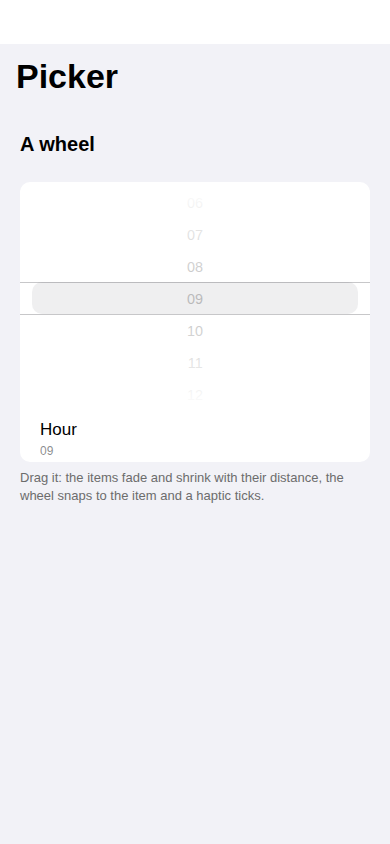 Picker
A wheel
06
07
08
09
10
11
12
Hour
09
Drag it: the items fade and shrink with their distance, the
wheel snaps to the item and a haptic ticks.